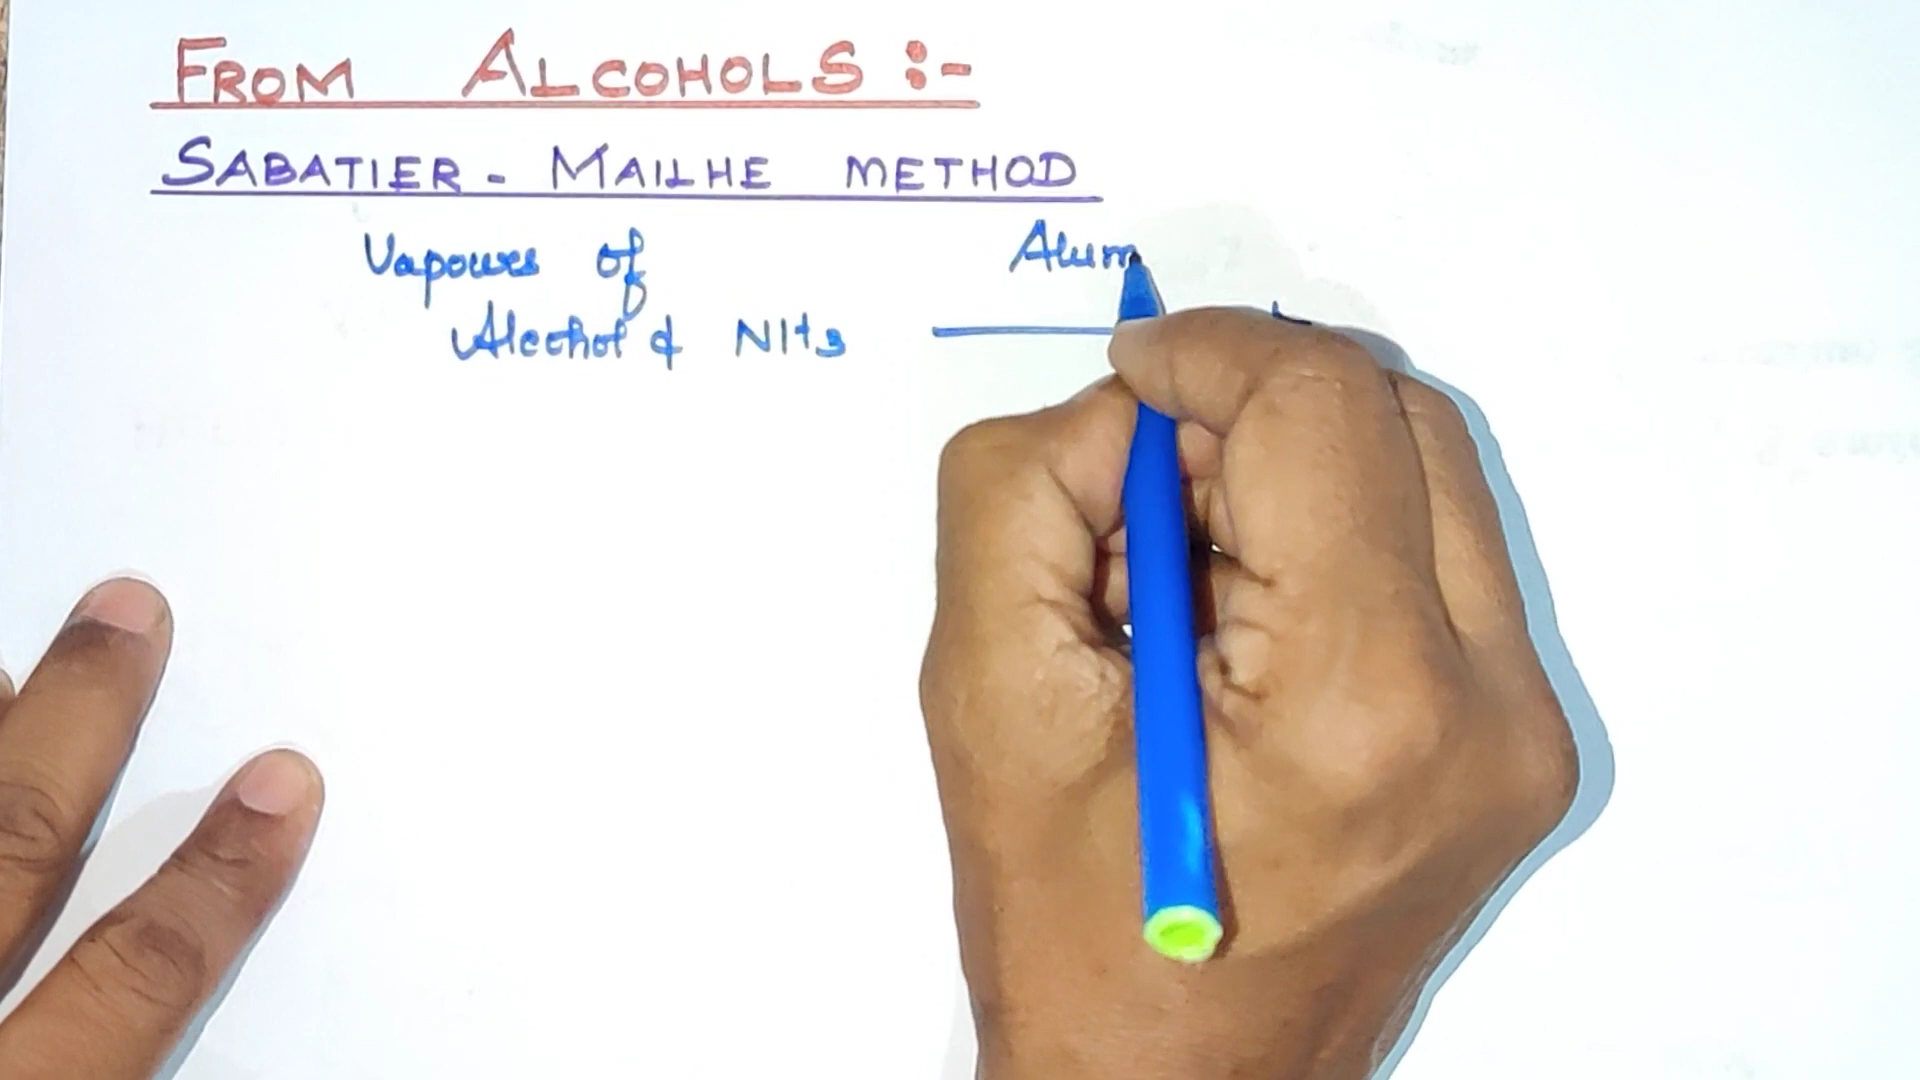 FROM ALCOHOLS :-
SABATIER - MAILHE METHOD
Vapours of Alum
Alcohol & NH3